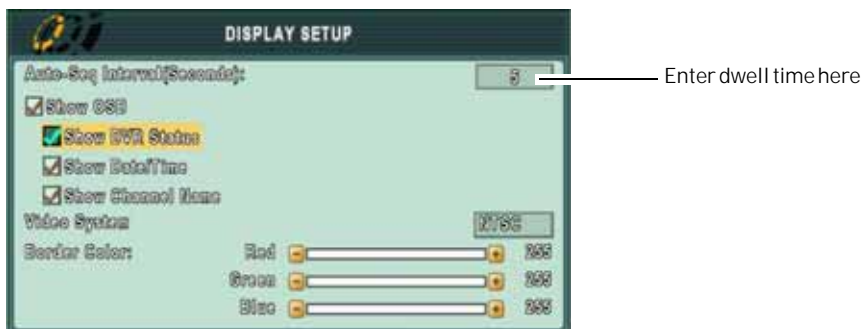 DISPLAY SETUP
Auto-Seq Interval(Seconds): 5
Enter dwell time here
Show OSD
Show DVR Status
Show Date/Time
Show Channel Name
Video System NTSC
Border Color: Red 255
Green 255
Blue 255